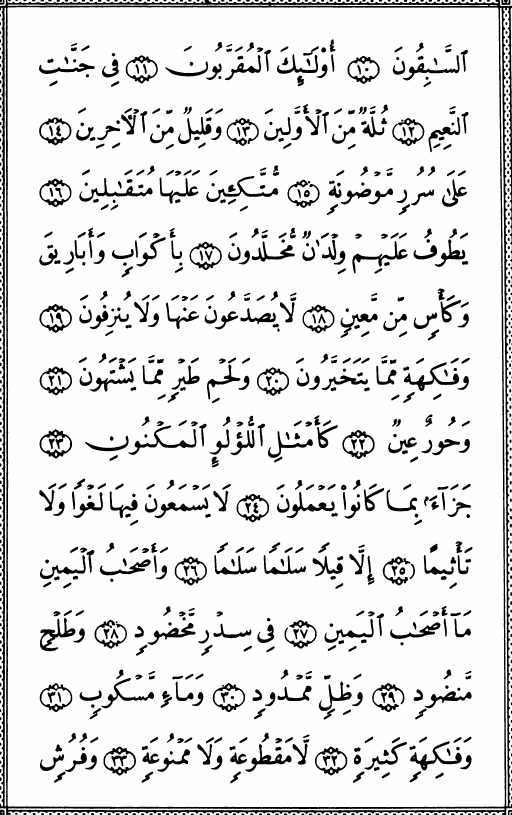 ٱلسَّٰبِقُونَ ١٠ أُوْلَٰٓئِكَ ٱلْمُقَرَّبُونَ ١١ فِى جَنَّٰتِ
ٱلنَّعِيمِ ١٢ ثُلَّةٌ مِّنَ ٱلْأَوَّلِينَ ١٣ وَقَلِيلٌ مِّنَ ٱلْءَاخِرِينَ ١٤
عَلَىٰ سُرُرٍ مَّوْضُونَةٍ ١٥ مُّتَّكِـِٔينَ عَلَيْهَا مُتَقَٰبِلِينَ ١٦
يَطُوفُ عَلَيْهِمْ وِلْدَٰنٌ مُّخَلَّدُونَ ١٧ بِأَكْوَابٍ وَأَبَارِيقَ
وَكَأْسٍ مِّن مَّعِينٍ ١٨ لَّا يُصَدَّعُونَ عَنْهَا وَلَا يُنزِفُونَ ١٩
وَفَٰكِهَةٍ مِّمَّا يَتَخَيَّرُونَ ٢٠ وَلَحْمِ طَيْرٍ مِّمَّا يَشْتَهُونَ ٢١
وَحُورٌ عِينٌ ٢٢ كَأَمْثَٰلِ ٱللُّؤْلُوِٕ ٱلْمَكْنُونِ ٢٣
جَزَآءًۢ بِمَا كَانُوا۟ يَعْمَلُونَ ٢٤ لَا يَسْمَعُونَ فِيهَا لَغْوًا وَلَا
تَأْثِيمًا ٢٥ إِلَّا قِيلًا سَلَٰمًا سَلَٰمًا ٢٦ وَأَصْحَٰبُ ٱلْيَمِينِ
مَآ أَصْحَٰبُ ٱلْيَمِينِ ٢٧ فِى سِدْرٍ مَّخْضُودٍ ٢٨ وَطَلْحٍ
مَّنضُودٍ ٢٩ وَظِلٍّ مَّمْدُودٍ ٣٠ وَمَآءٍ مَّسْكُوبٍ ٣١
وَفَٰكِهَةٍ كَثِيرَةٍ ٣٢ لَّا مَقْطُوعَةٍ وَلَا مَمْنُوعَةٍ ٣٣ وَفُرُشٍ